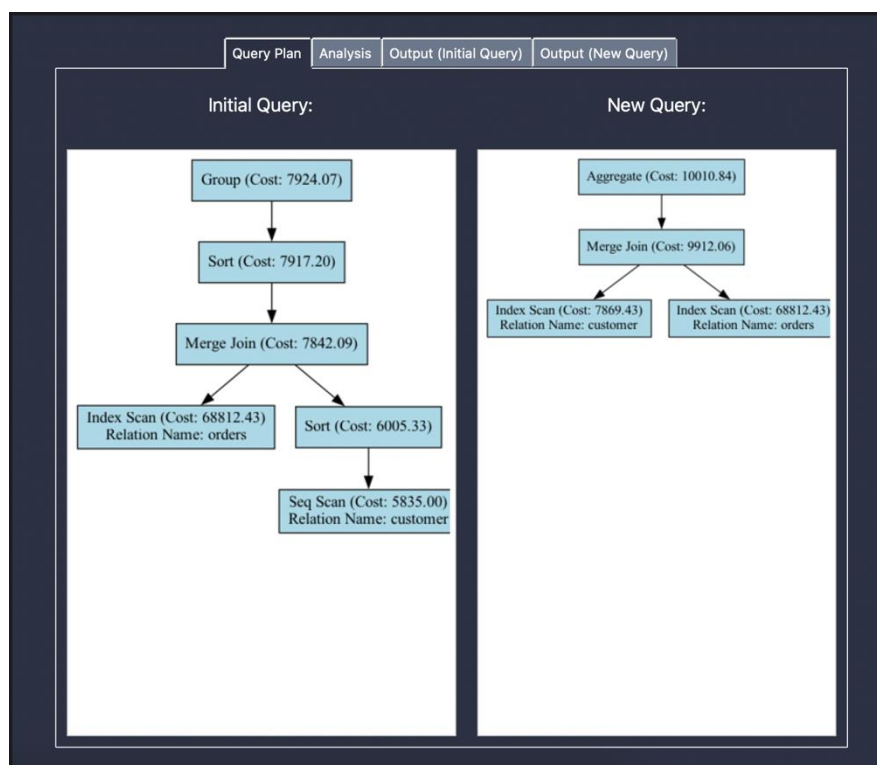 Query Plan
Analysis
Output (Initial Query)
Output (New Query)
Initial Query:
Group (Cost: 7924.07)
Sort (Cost: 7917.20)
Merge Join (Cost: 7842.09)
Index Scan (Cost: 68812.43)
Relation Name: orders
Sort (Cost: 6005.33)
Seq Scan (Cost: 5835.00)
Relation Name: customer
New Query:
Aggregate (Cost: 10010.84)
Merge Join (Cost: 9912.06)
Index Scan (Cost: 7869.43)
Relation Name: customer
Index Scan (Cost: 68812.43)
Relation Name: orders